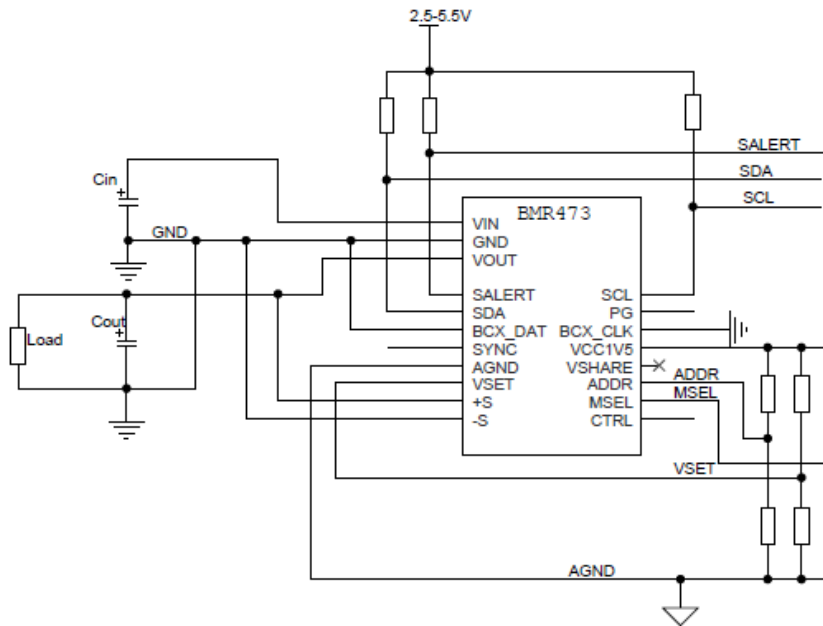 2.5-5.5V
SALERT
SDA
SCL
Cin
GND
BMR473
VIN
GND
VOUT
SALERT
SDA
BCX_DAT
SYNC
AGND
VSET
+S
-S
SCL
PG
BCX_CLK
VCC1V5
VSHARE
ADDR
MSEL
CTRL
Cout
Load
ADDR
MSEL
VSET
AGND